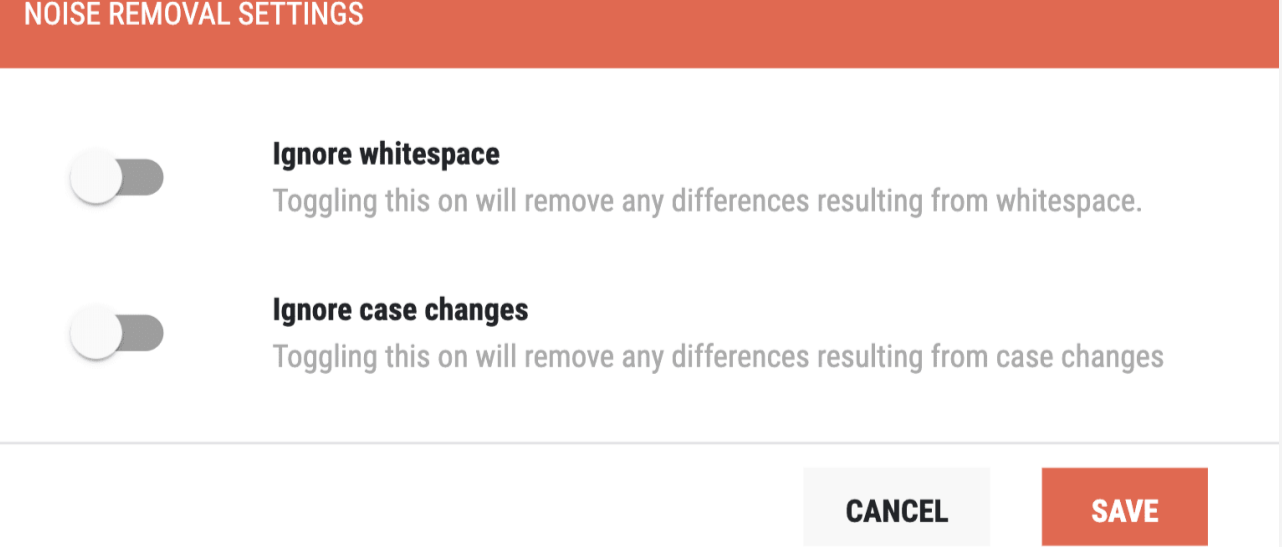 NOISE REMOVAL SETTINGS
Ignore whitespace
Toggling this on will remove any differences resulting from whitespace.
Ignore case changes
Toggling this on will remove any differences resulting from case changes
CANCEL SAVE